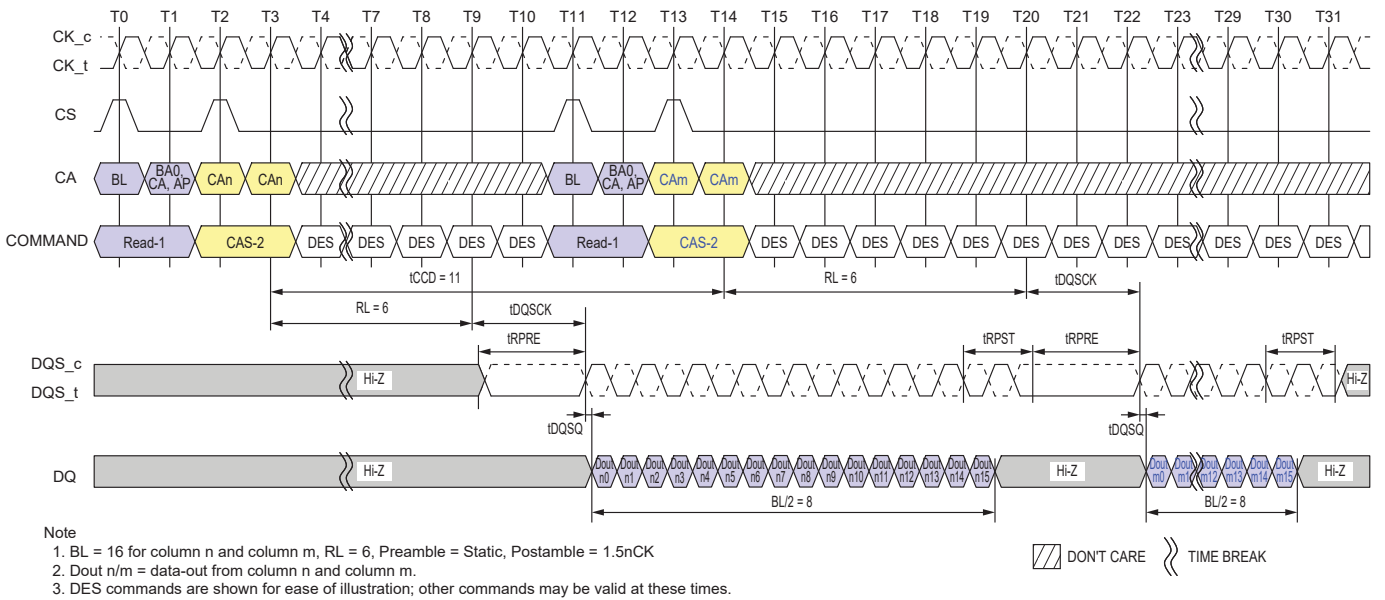 T0 T1 T2 T3 T4 T7 T8 T9 T10 T11 T12 T13 T14 T15 T16 T17 T18 T19 T20 T21 T22 T23 T29 T30 T31
CK_c
CK_t
CS
CA BL BA0, CA, AP CAn CAn BL BA0, CA, AP CAm CAm
COMMAND Read-1 CAS-2 DES DES DES DES DES Read-1 CAS-2 DES DES DES DES DES DES DES DES DES DES DES DES
tCCD = 11 RL = 6 tDQSCK
RL = 6 tDQSCK
tRPRE tRPST tRPRE tRPST
DQS_c
DQS_t
Hi-Z Hi-Z
tDQSQ tDQSQ
DQ Hi-Z Dout n0 Dout n1 Dout n2 Dout n3 Dout n4 Dout n5 Dout n6 Dout n7 Dout n8 Dout n9 Dout n10 Dout n11 Dout n12 Dout n13 Dout n14 Dout n15 Hi-Z Dout m0 Dout m1 Dout m12 Dout m13 Dout m14 Dout m15 Hi-Z
BL/2 = 8 BL/2 = 8
Note
1. BL = 16 for column n and column m, RL = 6, Preamble = Static, Postamble = 1.5nCK
2. Dout n/m = data-out from column n and column m.
3. DES commands are shown for ease of illustration; other commands may be valid at these times.
DON'T CARE TIME BREAK